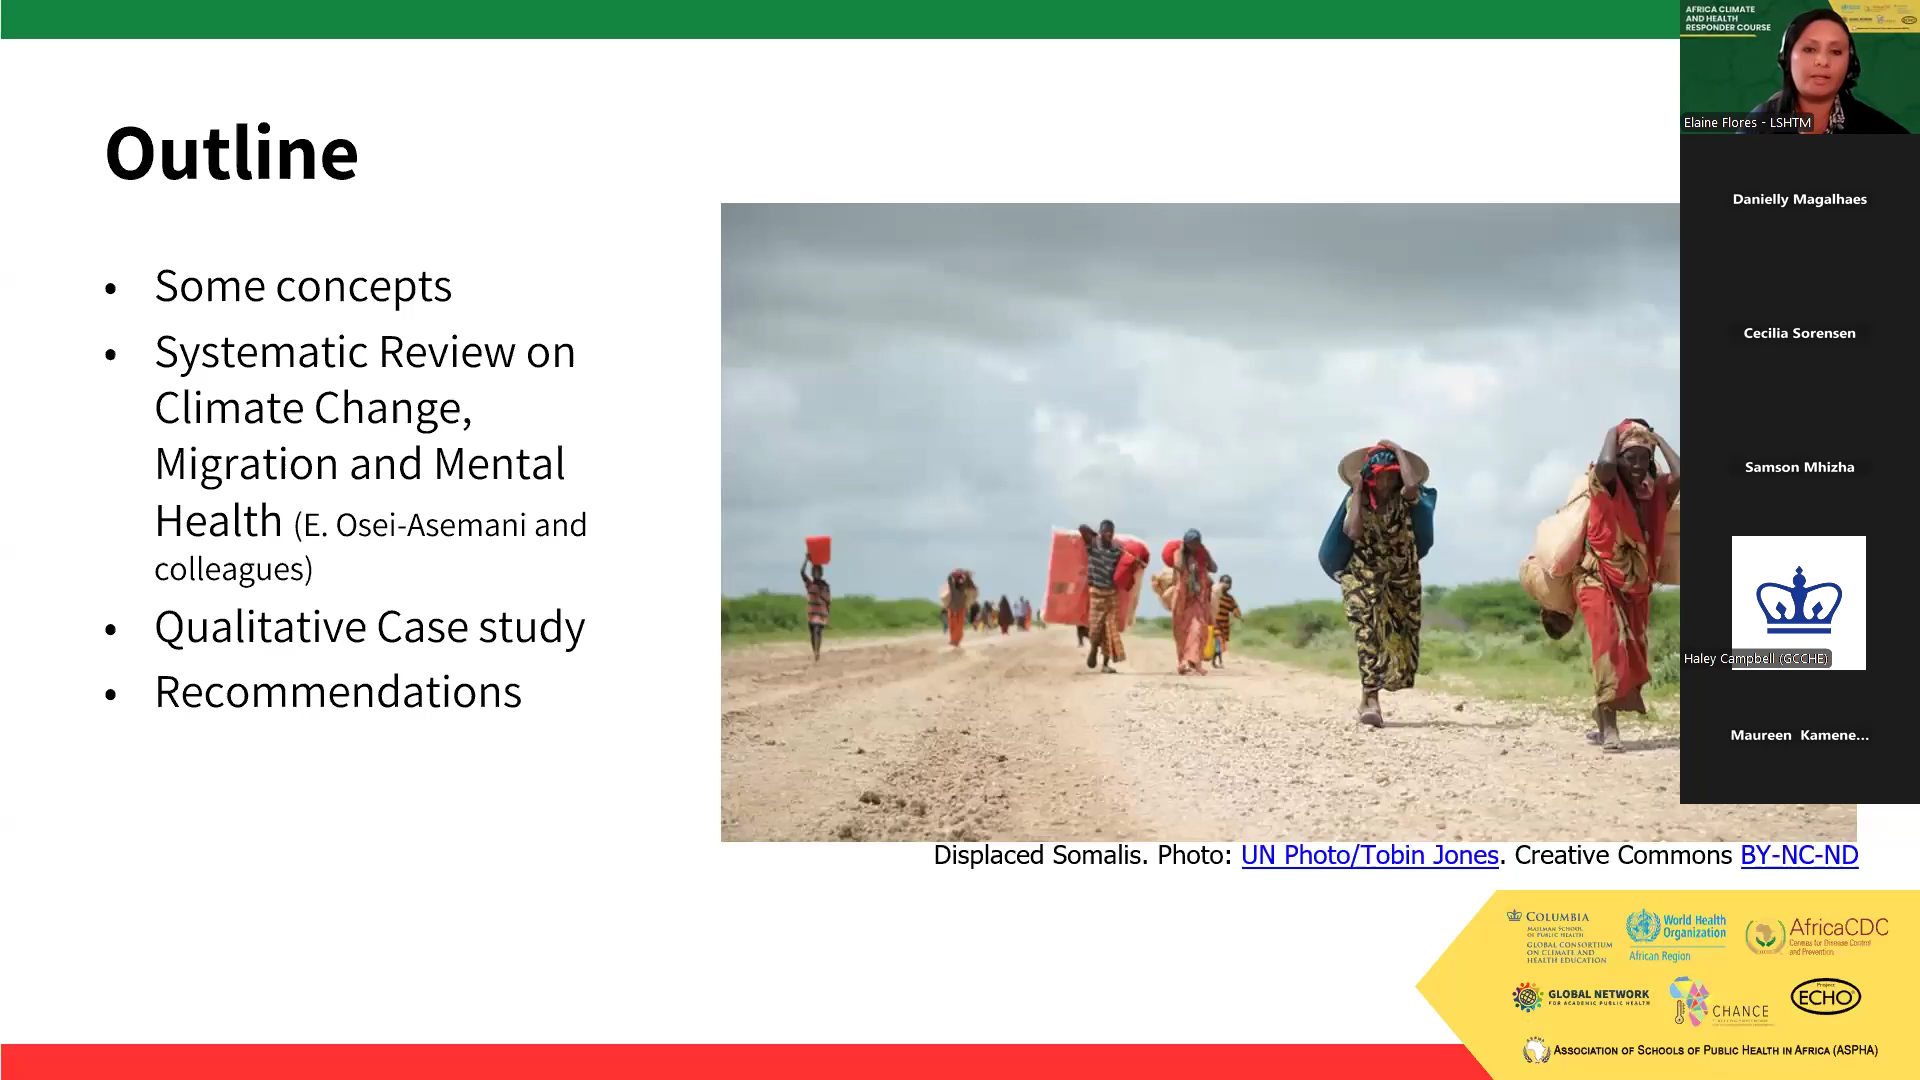 Outline
• Some concepts
• Systematic Review on
Climate Change,
Migration and Mental
Health (E. Osei-Asemani and
colleagues)
• Qualitative Case study
• Recommendations
Displaced Somalis. Photo: UN Photo/Tobin Jones. Creative Commons BY-NC-ND
AFRICA CLIMATE
AND HEALTH
RESPONDER COURSE
Elaine Flores - LSHTM
Danielly Magalhaes
Cecilia Sorensen
Samson Mhizha
Haley Campbell (GCCHE)
Maureen Kamene...
COLUMBIA
MAILMAN SCHOOL
OF PUBLIC HEALTH
GLOBAL CONSORTIUM
ON CLIMATE AND
HEALTH EDUCATION
World Health
Organization
African Region
AfricaCDC
Centres for Disease Control
and Prevention
GLOBAL NETWORK
FOR ACADEMIC PUBLIC HEALTH
CHANCE
Project
ECHO
ASSOCIATION OF SCHOOLS OF PUBLIC HEALTH IN AFRICA (ASPHA)